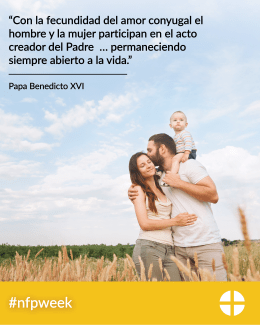 “Con la fecundidad del amor conyugal el
hombre y la mujer participan en el acto
creador del Padre ... permaneciendo
siempre abierto a la vida.”
Papa Benedicto XVI
#nfpweek